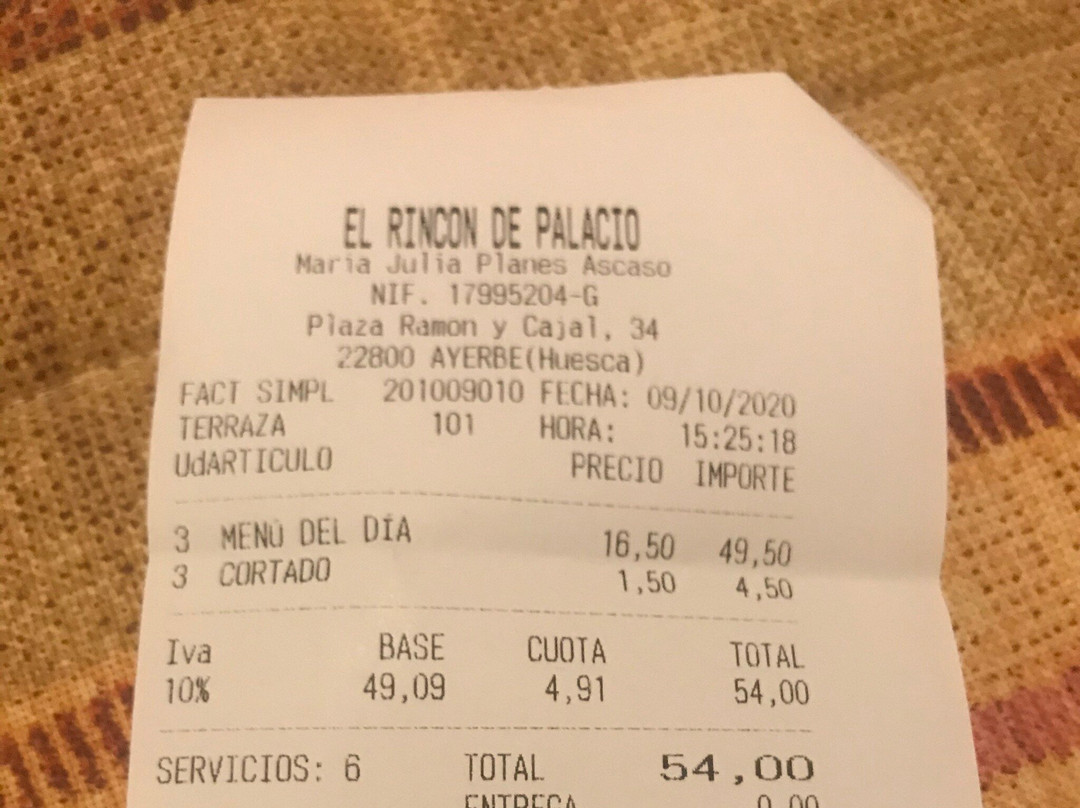 EL RINCON DE PALACIO
Maria Julia Planes Ascaso
NIF. 17995204-G
Plaza Ramon y Cajal, 34
22800 AYERBE(Huesca)
FACT SIMPL 201009010 FECHA: 09/10/2020
TERRAZA 101 HORA: 15:25:18
UdARTICULO PRECIO IMPORTE
3 MENÚ DEL DÍA 16,50 49,50
3 CORTADO 1,50 4,50
Iva BASE CUOTA TOTAL
10% 49,09 4,91 54,00
SERVICIOS: 6 TOTAL 54,00
ENTREGA 0,00